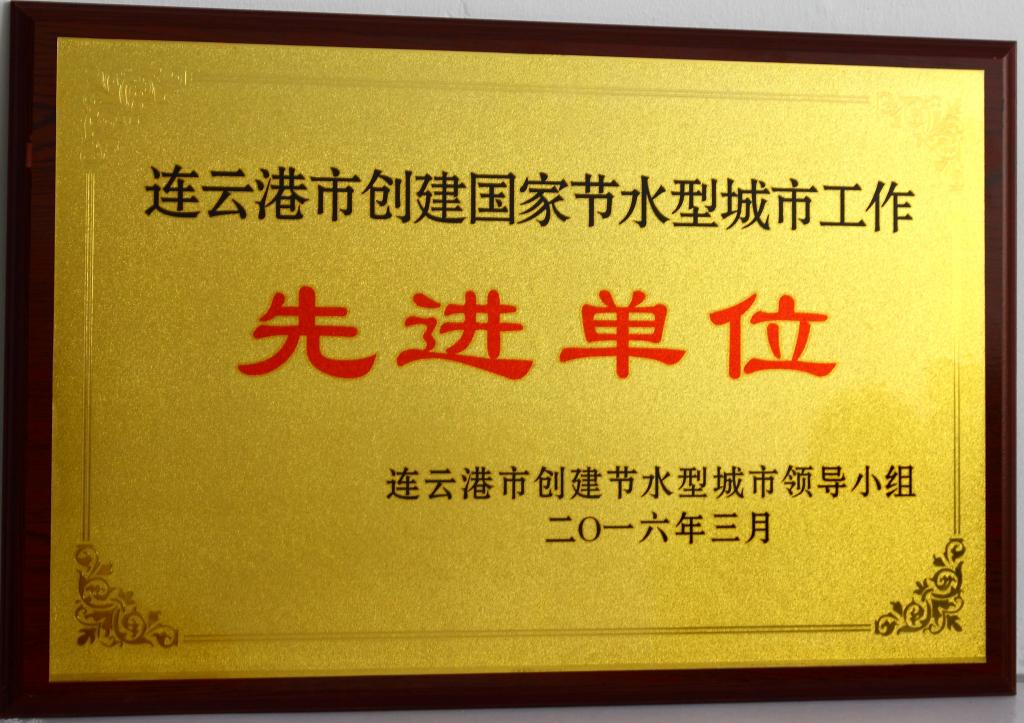 连云港市创建国家节水型城市工作
先进单位
连云港市创建节水型城市领导小组
二〇一六年三月